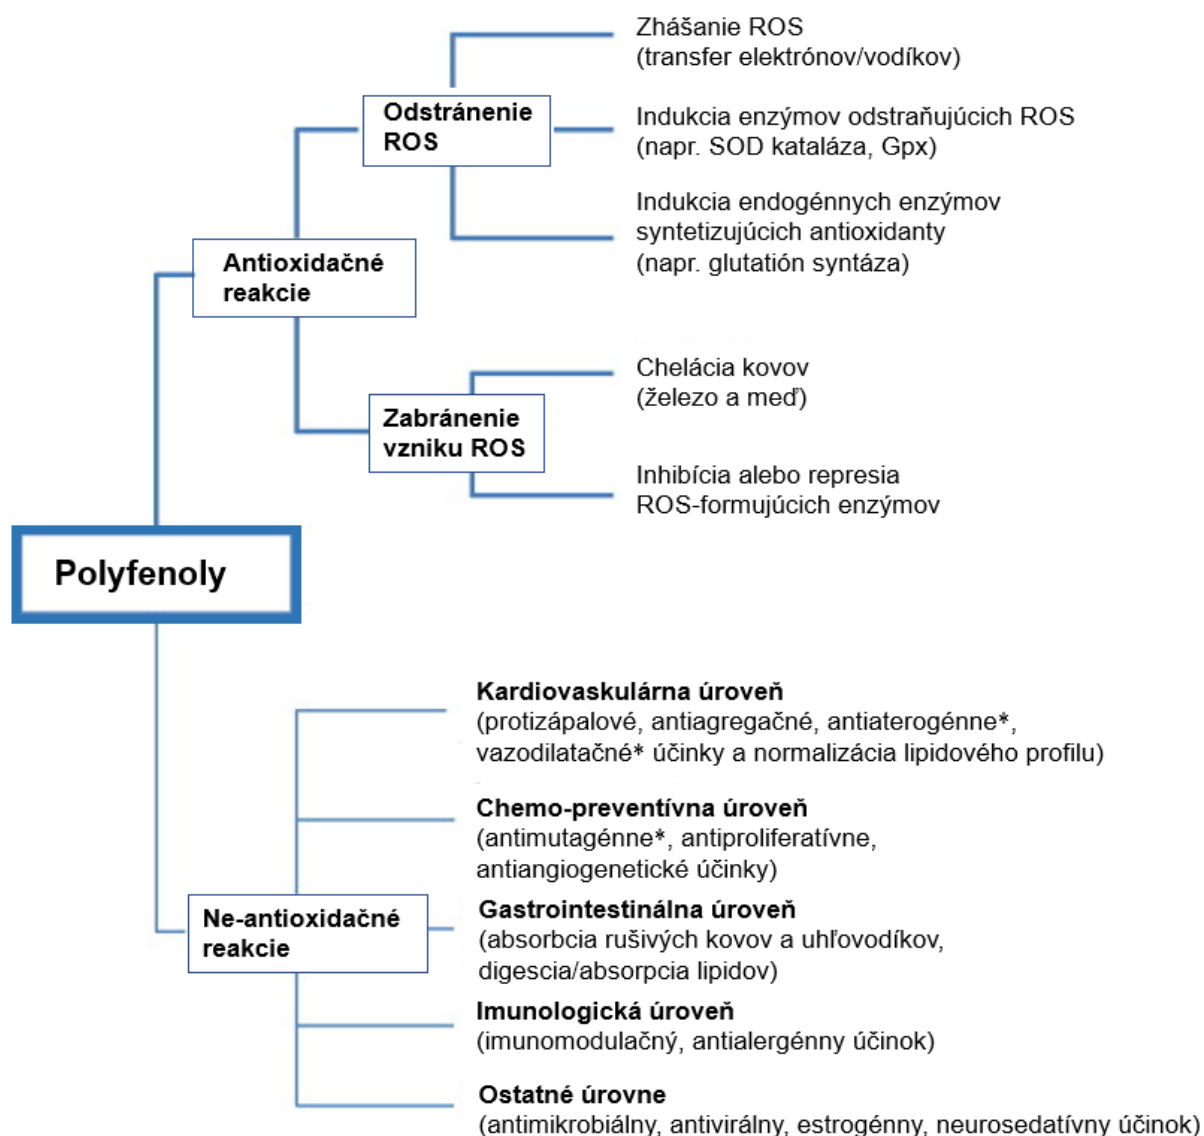 Zhášanie ROS
(transfer elektrónov/vodíkov)
Odstránenie
ROS
Indukcia enzýmov odstraňujúcich ROS
(napr. SOD kataláza, Gpx)
Indukcia endogénnych enzýmov
syntetizujúcich antioxidanty
(napr. glutatión syntáza)
Antioxidačné
reakcie
Chelácia kovov
(železo a meď)
Zabránenie
vzniku ROS
Inhibícia alebo represia
ROS-formujúcich enzýmov
Polyfenoly
Kardiovaskulárna úroveň
(protizápalové, antiagregačné, antiaterogénne*,
vazodilatačné* účinky a normalizácia lipidového profilu)
Chemo-preventívna úroveň
(antimutagénne*, antiproliferatívne,
antiangiogenetické účinky)
Ne-antioxidačné
reakcie
Gastrointestinálna úroveň
(absorbcia rušivých kovov a uhľovodíkov,
digescia/absorpcia lipidov)
Imunologická úroveň
(imunomodulačný, antialergénny účinok)
Ostatné úrovne
(antimikrobiálny, antivirálny, estrogénny, neurosedatívny účinok)